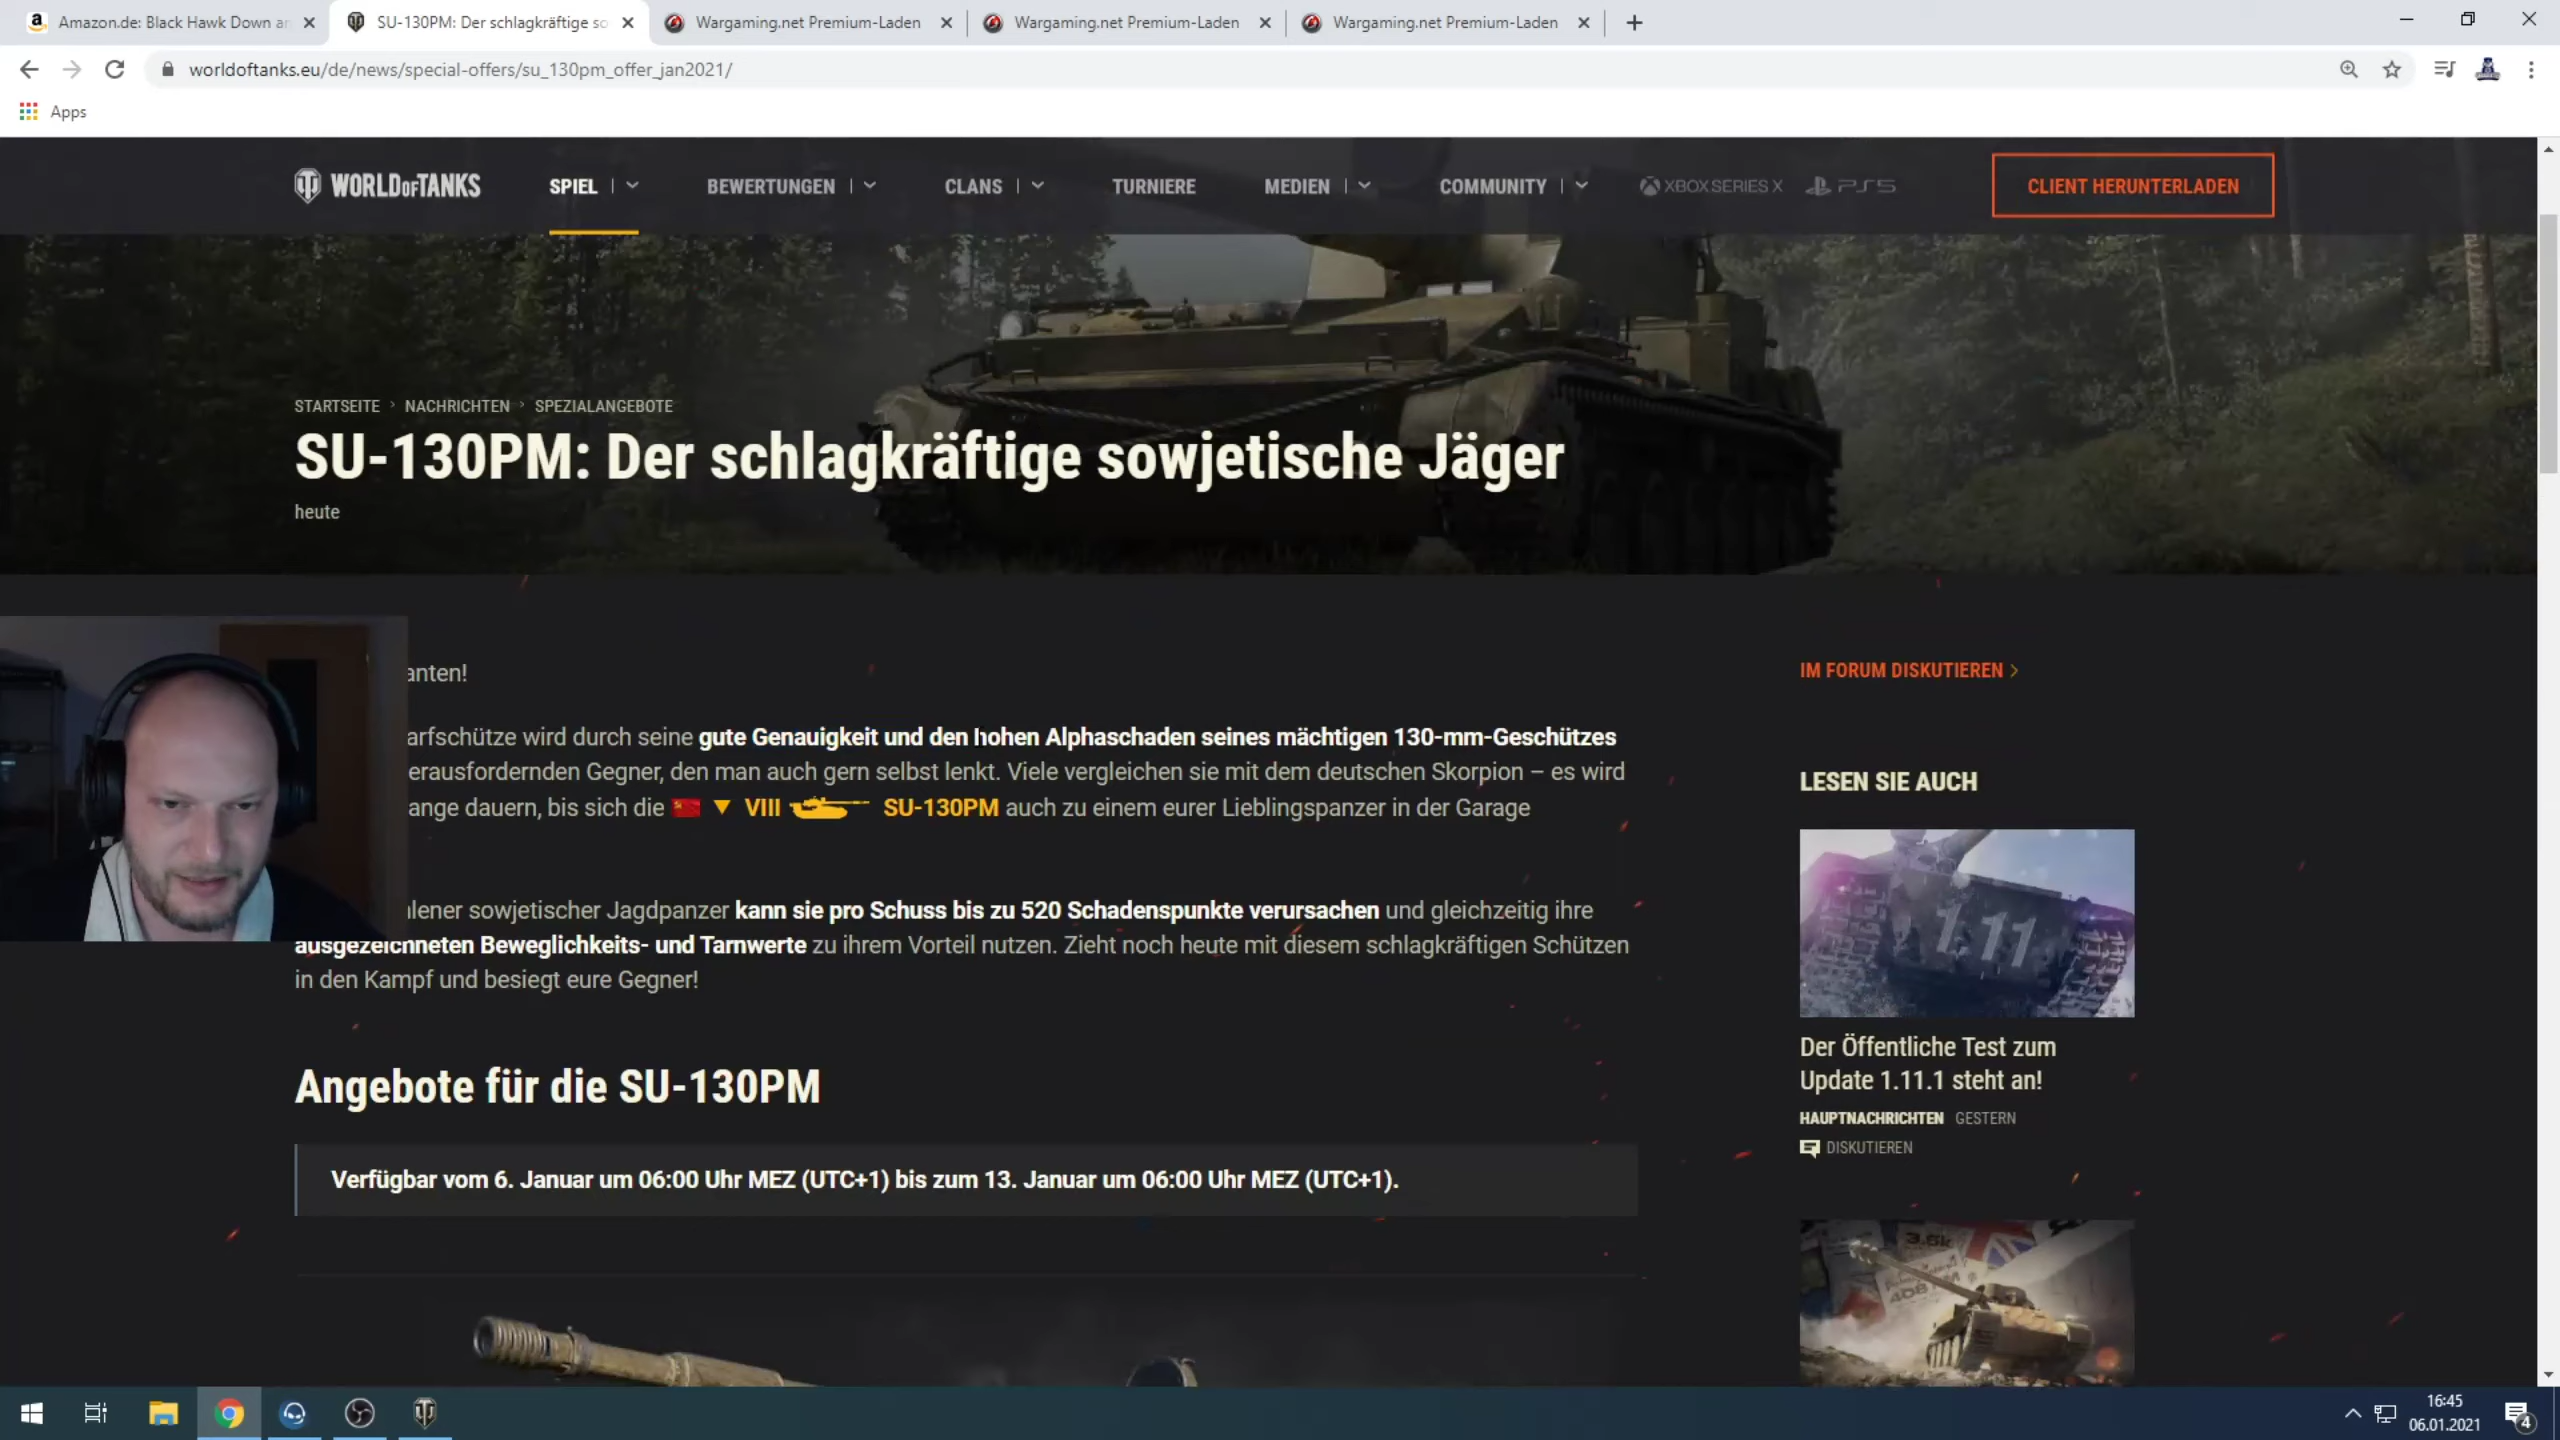 Amazon.de: Black Hawk Down an
SU-130PM: Der schlagkräftige so
Wargaming.net Premium-Laden
Wargaming.net Premium-Laden
Wargaming.net Premium-Laden
worldoftanks.eu/de/news/special-offers/su_130pm_offer_jan2021/
Apps
WORLD OF TANKS
SPIEL
BEWERTUNGEN
CLANS
TURNIERE
MEDIEN
COMMUNITY
XBOX SERIES X
PS5
CLIENT HERUNTERLADEN
STARTSEITE > NACHRICHTEN > SPEZIALANGEBOTE
SU-130PM: Der schlagkräftige sowjetische Jäger
heute
anten!
arfschütze wird durch seine gute Genauigkeit und den hohen Alphaschaden seines mächtigen 130-mm-Geschützes
erausfordernden Gegner, den man auch gern selbst lenkt. Viele vergleichen sie mit dem deutschen Skorpion – es wird
ange dauern, bis sich die VIII SU-130PM auch zu einem eurer Lieblingspanzer in der Garage
lener sowjetischer Jagdpanzer kann sie pro Schuss bis zu 520 Schadenspunkte verursachen und gleichzeitig ihre
ausgezeichneten Beweglichkeits- und Tarnwerte zu ihrem Vorteil nutzen. Zieht noch heute mit diesem schlagkräftigen Schützen
in den Kampf und besiegt eure Gegner!
Angebote für die SU-130PM
Verfügbar vom 6. Januar um 06:00 Uhr MEZ (UTC+1) bis zum 13. Januar um 06:00 Uhr MEZ (UTC+1).
IM FORUM DISKUTIEREN >
LESEN SIE AUCH
1.11
Der Öffentliche Test zum
Update 1.11.1 steht an!
HAUPTNACHRICHTEN GESTERN
DISKUTIEREN
3.5k
16:45
06.01.2021
4